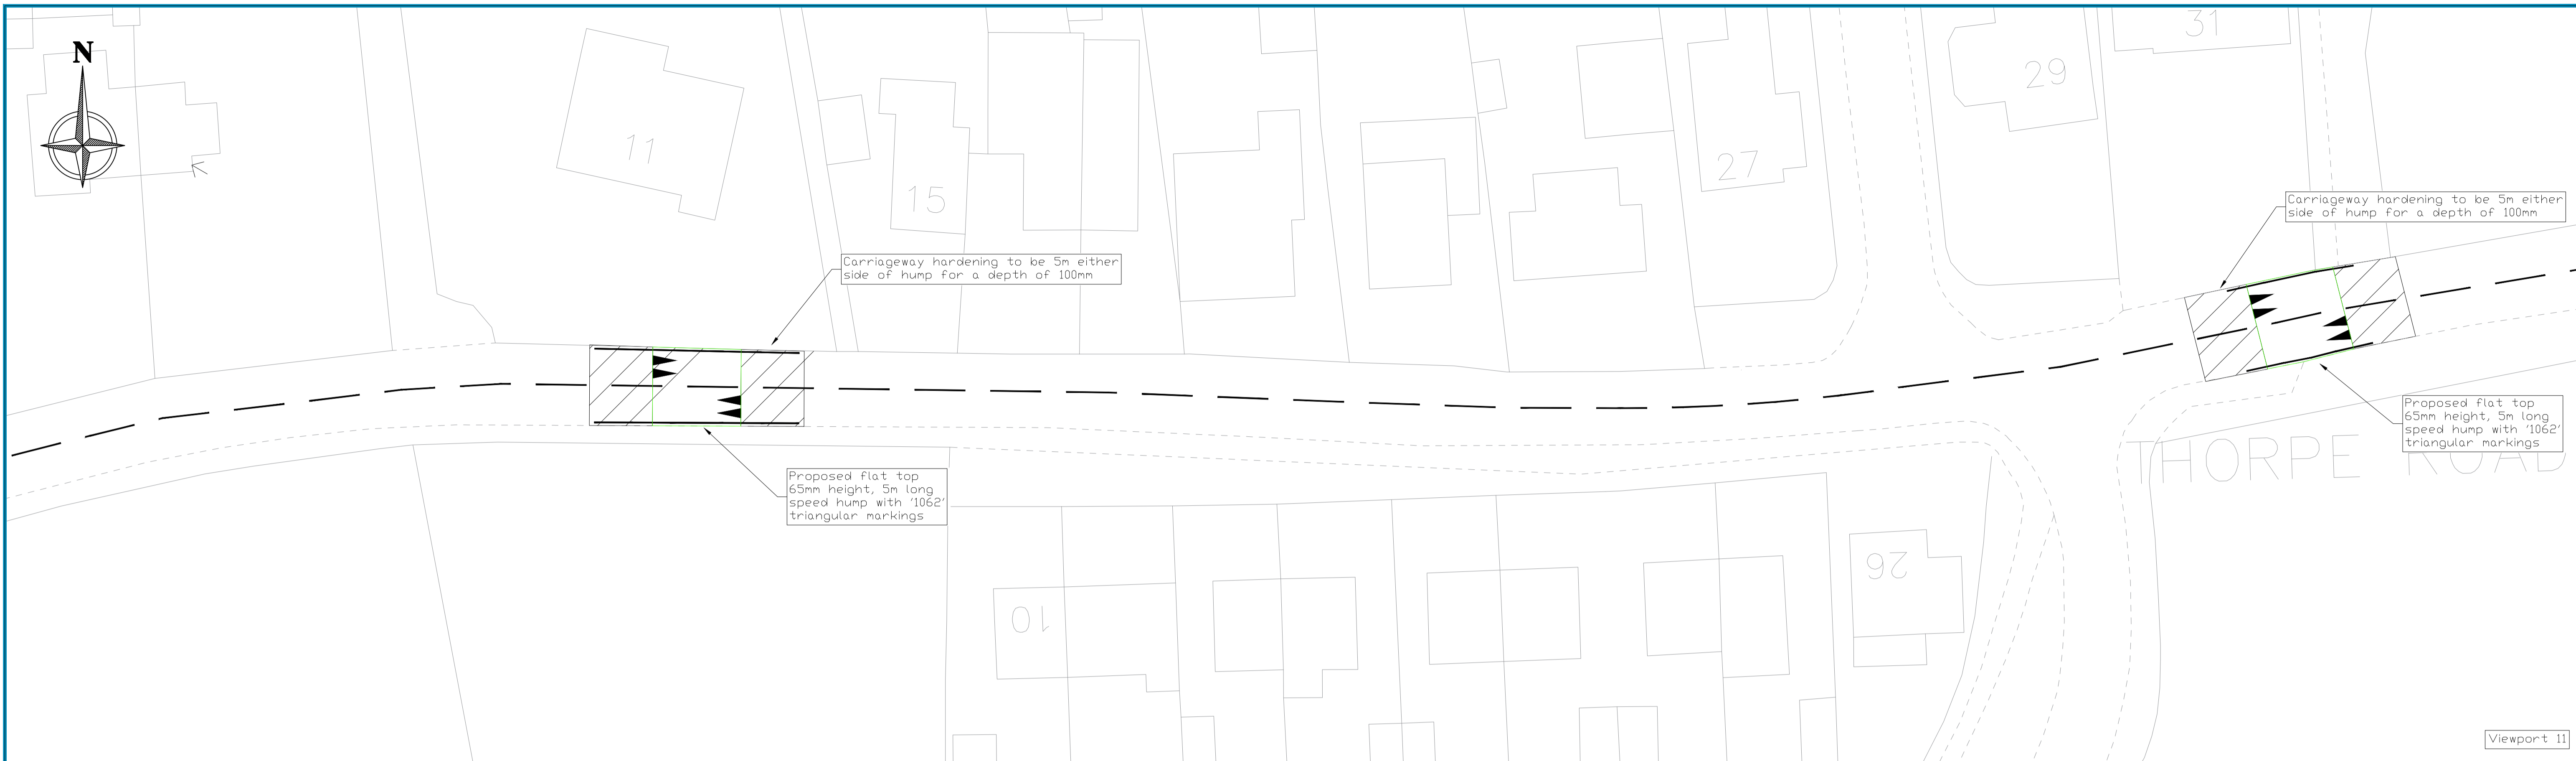 N
31
29
11
27
15
Carriageway hardening to be 5m either
side of hump for a depth of 100mm
Carriageway hardening to be 5m either
side of hump for a depth of 100mm
Proposed flat top
65mm height, 5m long
speed hump with '1062'
triangular markings
THORPE ROAD
Proposed flat top
65mm height, 5m long
speed hump with '1062'
triangular markings
26
10
Viewport 11